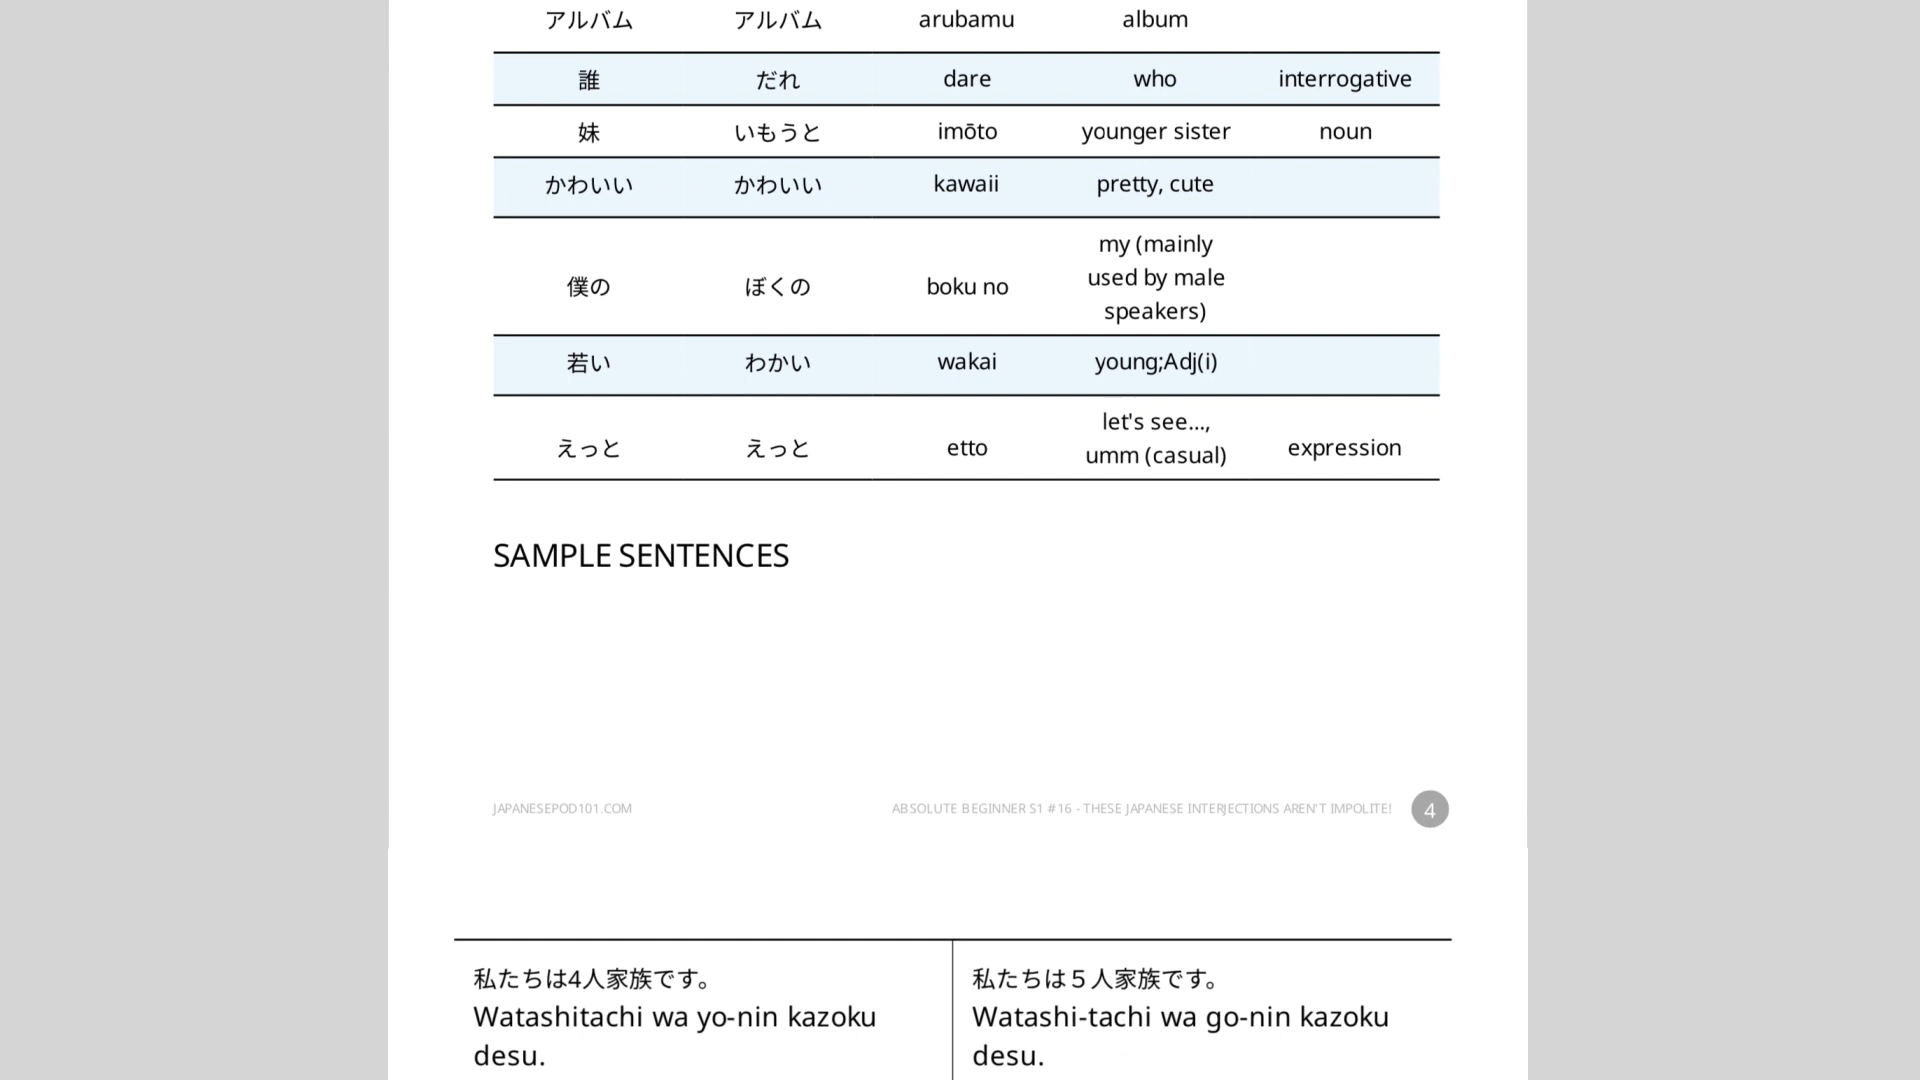 アルバム アルバム arubamu album
誰 だれ dare who interrogative
妹 いもうと imōto younger sister noun
かわいい かわいい kawaii pretty, cute
僕の ぼくの boku no my (mainly
used by male
speakers)
若い わかい wakai young;Adj(i)
えっと えっと etto let's see...,
umm (casual) expression
SAMPLE SENTENCES
JAPANESEPOD101.COM ABSOLUTE BEGINNER S1 #16 - THESE JAPANESE INTERJECTIONS AREN'T IMPOLITE! 4
私たちは4人家族です。
Watashitachi wa yo-nin kazoku
desu.
私たちは５人家族です。
Watashi-tachi wa go-nin kazoku
desu.